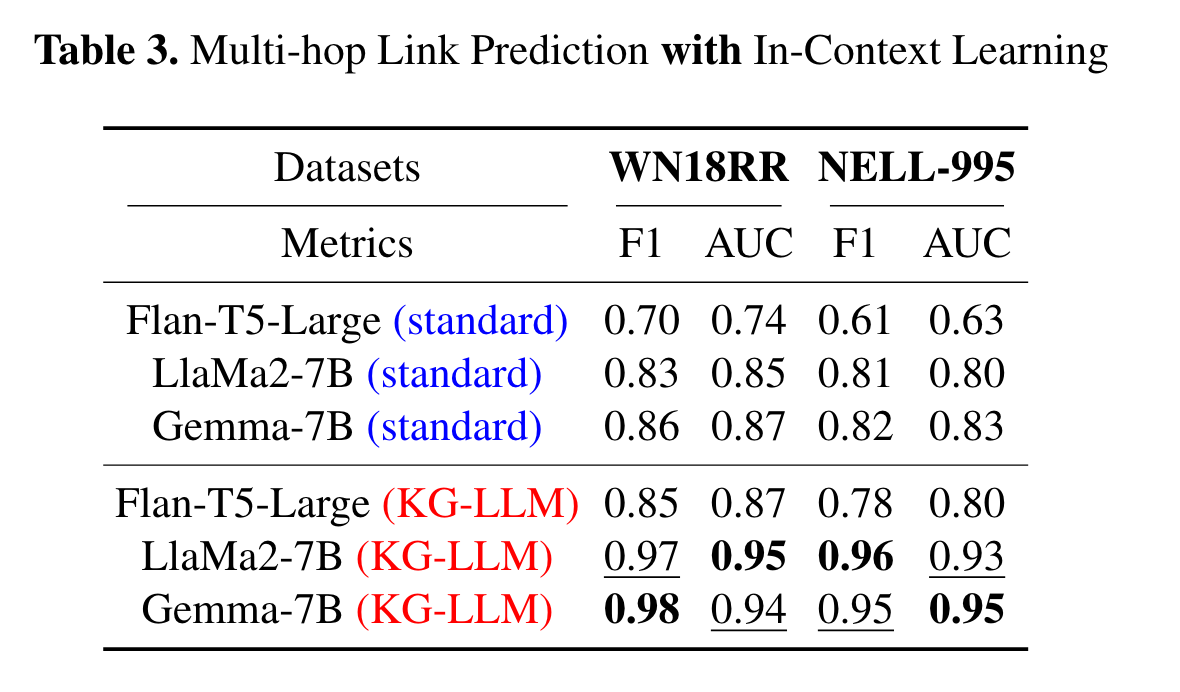 Table 3. Multi-hop Link Prediction with In-Context Learning
Datasets WN18RR NELL-995
Metrics F1 AUC F1 AUC
Flan-T5-Large (standard) 0.70 0.74 0.61 0.63
LlaMa2-7B (standard) 0.83 0.85 0.81 0.80
Gemma-7B (standard) 0.86 0.87 0.82 0.83
Flan-T5-Large (KG-LLM) 0.85 0.87 0.78 0.80
LlaMa2-7B (KG-LLM) 0.97 0.95 0.96 0.93
Gemma-7B (KG-LLM) 0.98 0.94 0.95 0.95